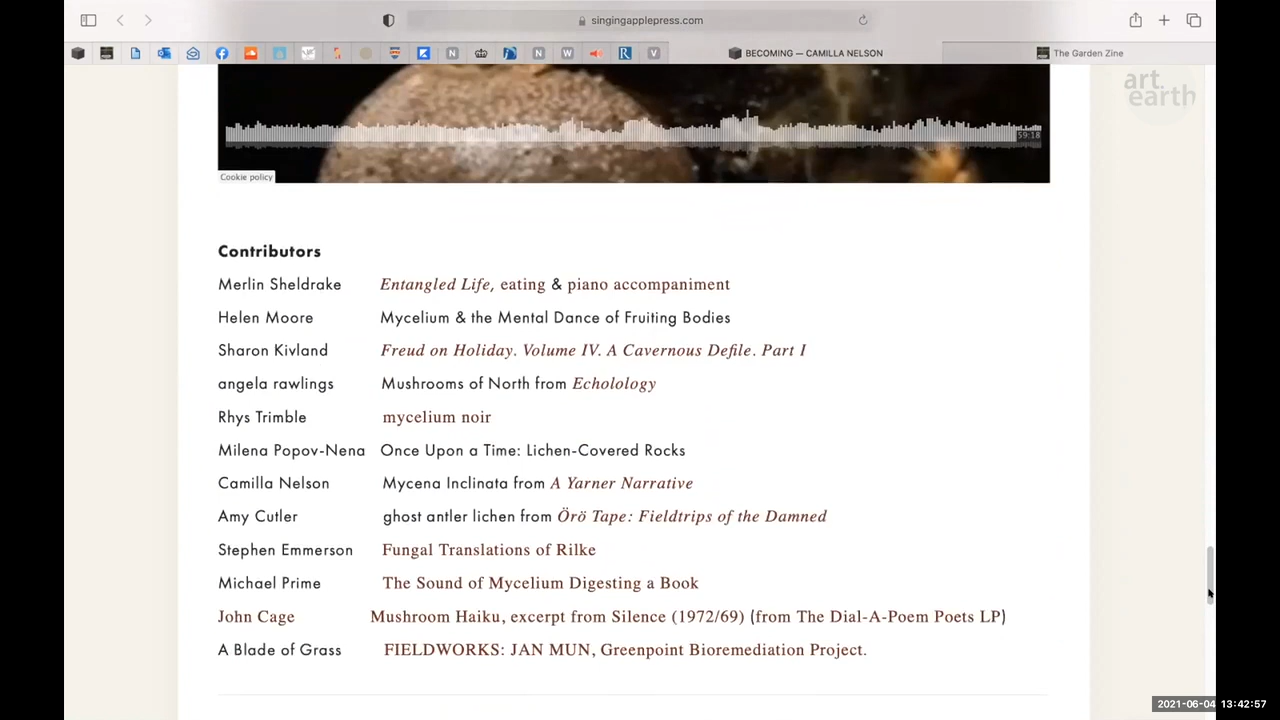 singingapplepress.com
BECOMING — CAMILLA NELSON
The Garden Zine
art.
earth
59:18
Cookie policy
Contributors
Merlin Sheldrake Entangled Life, eating & piano accompaniment
Helen Moore Mycelium & the Mental Dance of Fruiting Bodies
Sharon Kivland Freud on Holiday. Volume IV. A Cavernous Defile. Part I
angela rawlings Mushrooms of North from Echolology
Rhys Trimble mycelium noir
Milena Popov-Nena Once Upon a Time: Lichen-Covered Rocks
Camilla Nelson Mycena Inclinata from A Yarner Narrative
Amy Cutler ghost antler lichen from Örö Tape: Fieldtrips of the Damned
Stephen Emmerson Fungal Translations of Rilke
Michael Prime The Sound of Mycelium Digesting a Book
John Cage Mushroom Haiku, excerpt from Silence (1972/69) (from The Dial-A-Poem Poets LP)
A Blade of Grass FIELDWORKS: JAN MUN, Greenpoint Bioremediation Project.
2021-06-04 13:42:57